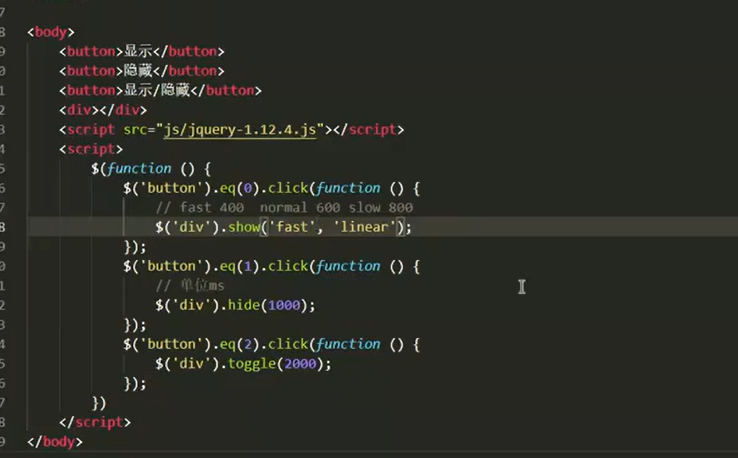 7
8 <body>
9 <button>显示</button>
0 <button>隐藏</button>
1 <button>显示/隐藏</button>
2 <div></div>
3 <script src="js/jquery-1.12.4.js"></script>
4 <script>
5 $(function () {
6 $('button').eq(0).click(function () {
7 // fast 400  normal 600 slow 800
8 $('div').show('fast', 'linear');
9 });
0 $('button').eq(1).click(function () {
1 // 单位ms
2 $('div').hide(1000);
3 });
4 $('button').eq(2).click(function () {
5 $('div').toggle(2000);
6 });
7 })
8 </script>
9 </body>